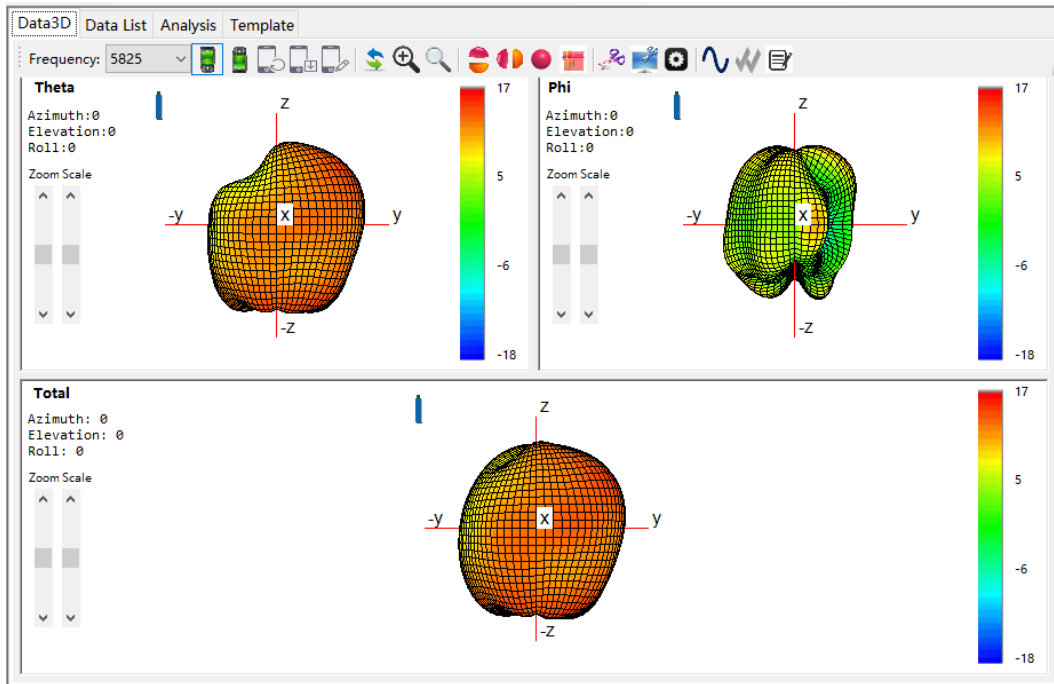 Data3D Data List Analysis Template
Frequency: 5825
Theta
Azimuth:0
Elevation:0
Roll:0
Zoom Scale
z
-y
x
y
-z
17
5
-6
-18
Phi
Azimuth:0
Elevation:0
Roll:0
Zoom Scale
z
-y
x
y
-z
17
5
-6
-18
Total
Azimuth: 0
Elevation: 0
Roll: 0
Zoom Scale
z
-y
x
y
-z
17
5
-6
-18